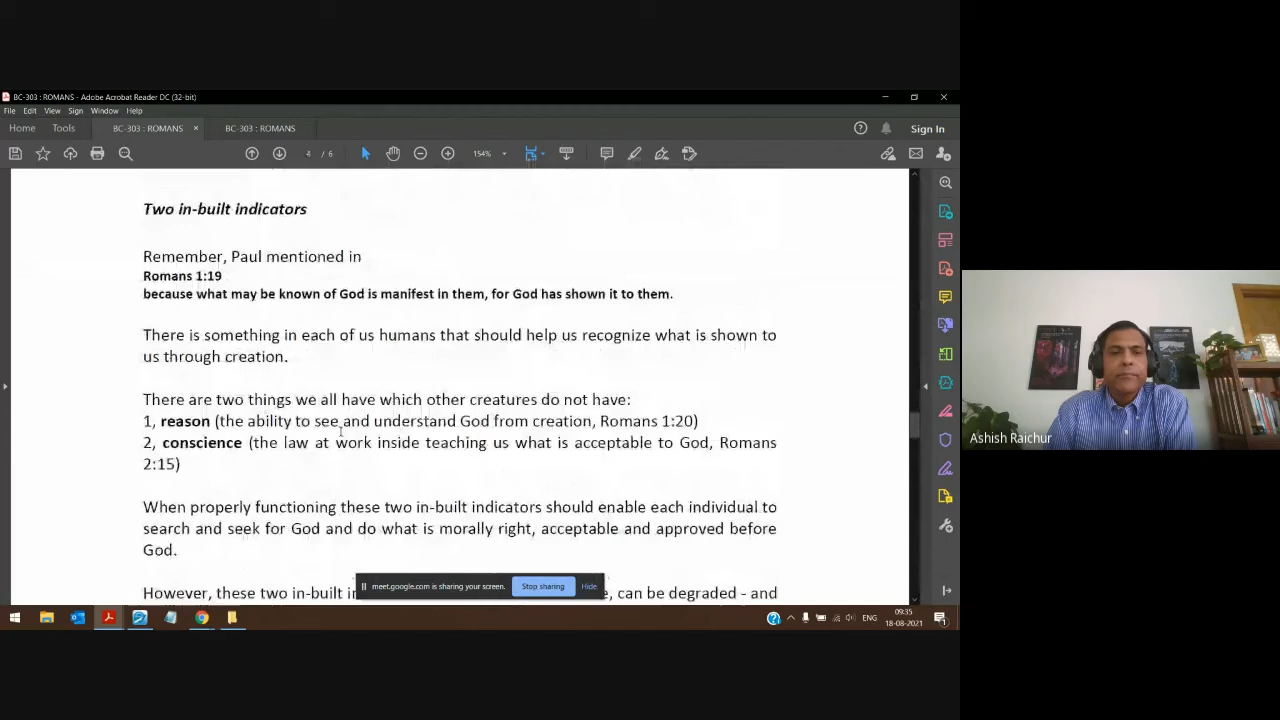 BC-303 : ROMANS - Adobe Acrobat Reader DC (32-bit)
File Edit View Sign Window Help
Home Tools BC-303 : ROMANS × BC-303 : ROMANS Sign In
4 / 6 154%
Two in-built indicators
Remember, Paul mentioned in
Romans 1:19
because what may be known of God is manifest in them, for God has shown it to them.
There is something in each of us humans that should help us recognize what is shown to
us through creation.
There are two things we all have which other creatures do not have:
1, reason (the ability to see and understand God from creation, Romans 1:20)
2, conscience (the law at work inside teaching us what is acceptable to God, Romans
2:15)
When properly functioning these two in-built indicators should enable each individual to
search and seek for God and do what is morally right, acceptable and approved before
God.
However, these two in-built can be degraded - and
meet.google.com is sharing your screen. Stop sharing Hide
ENG 09:35
18-08-2021
Ashish Raichur